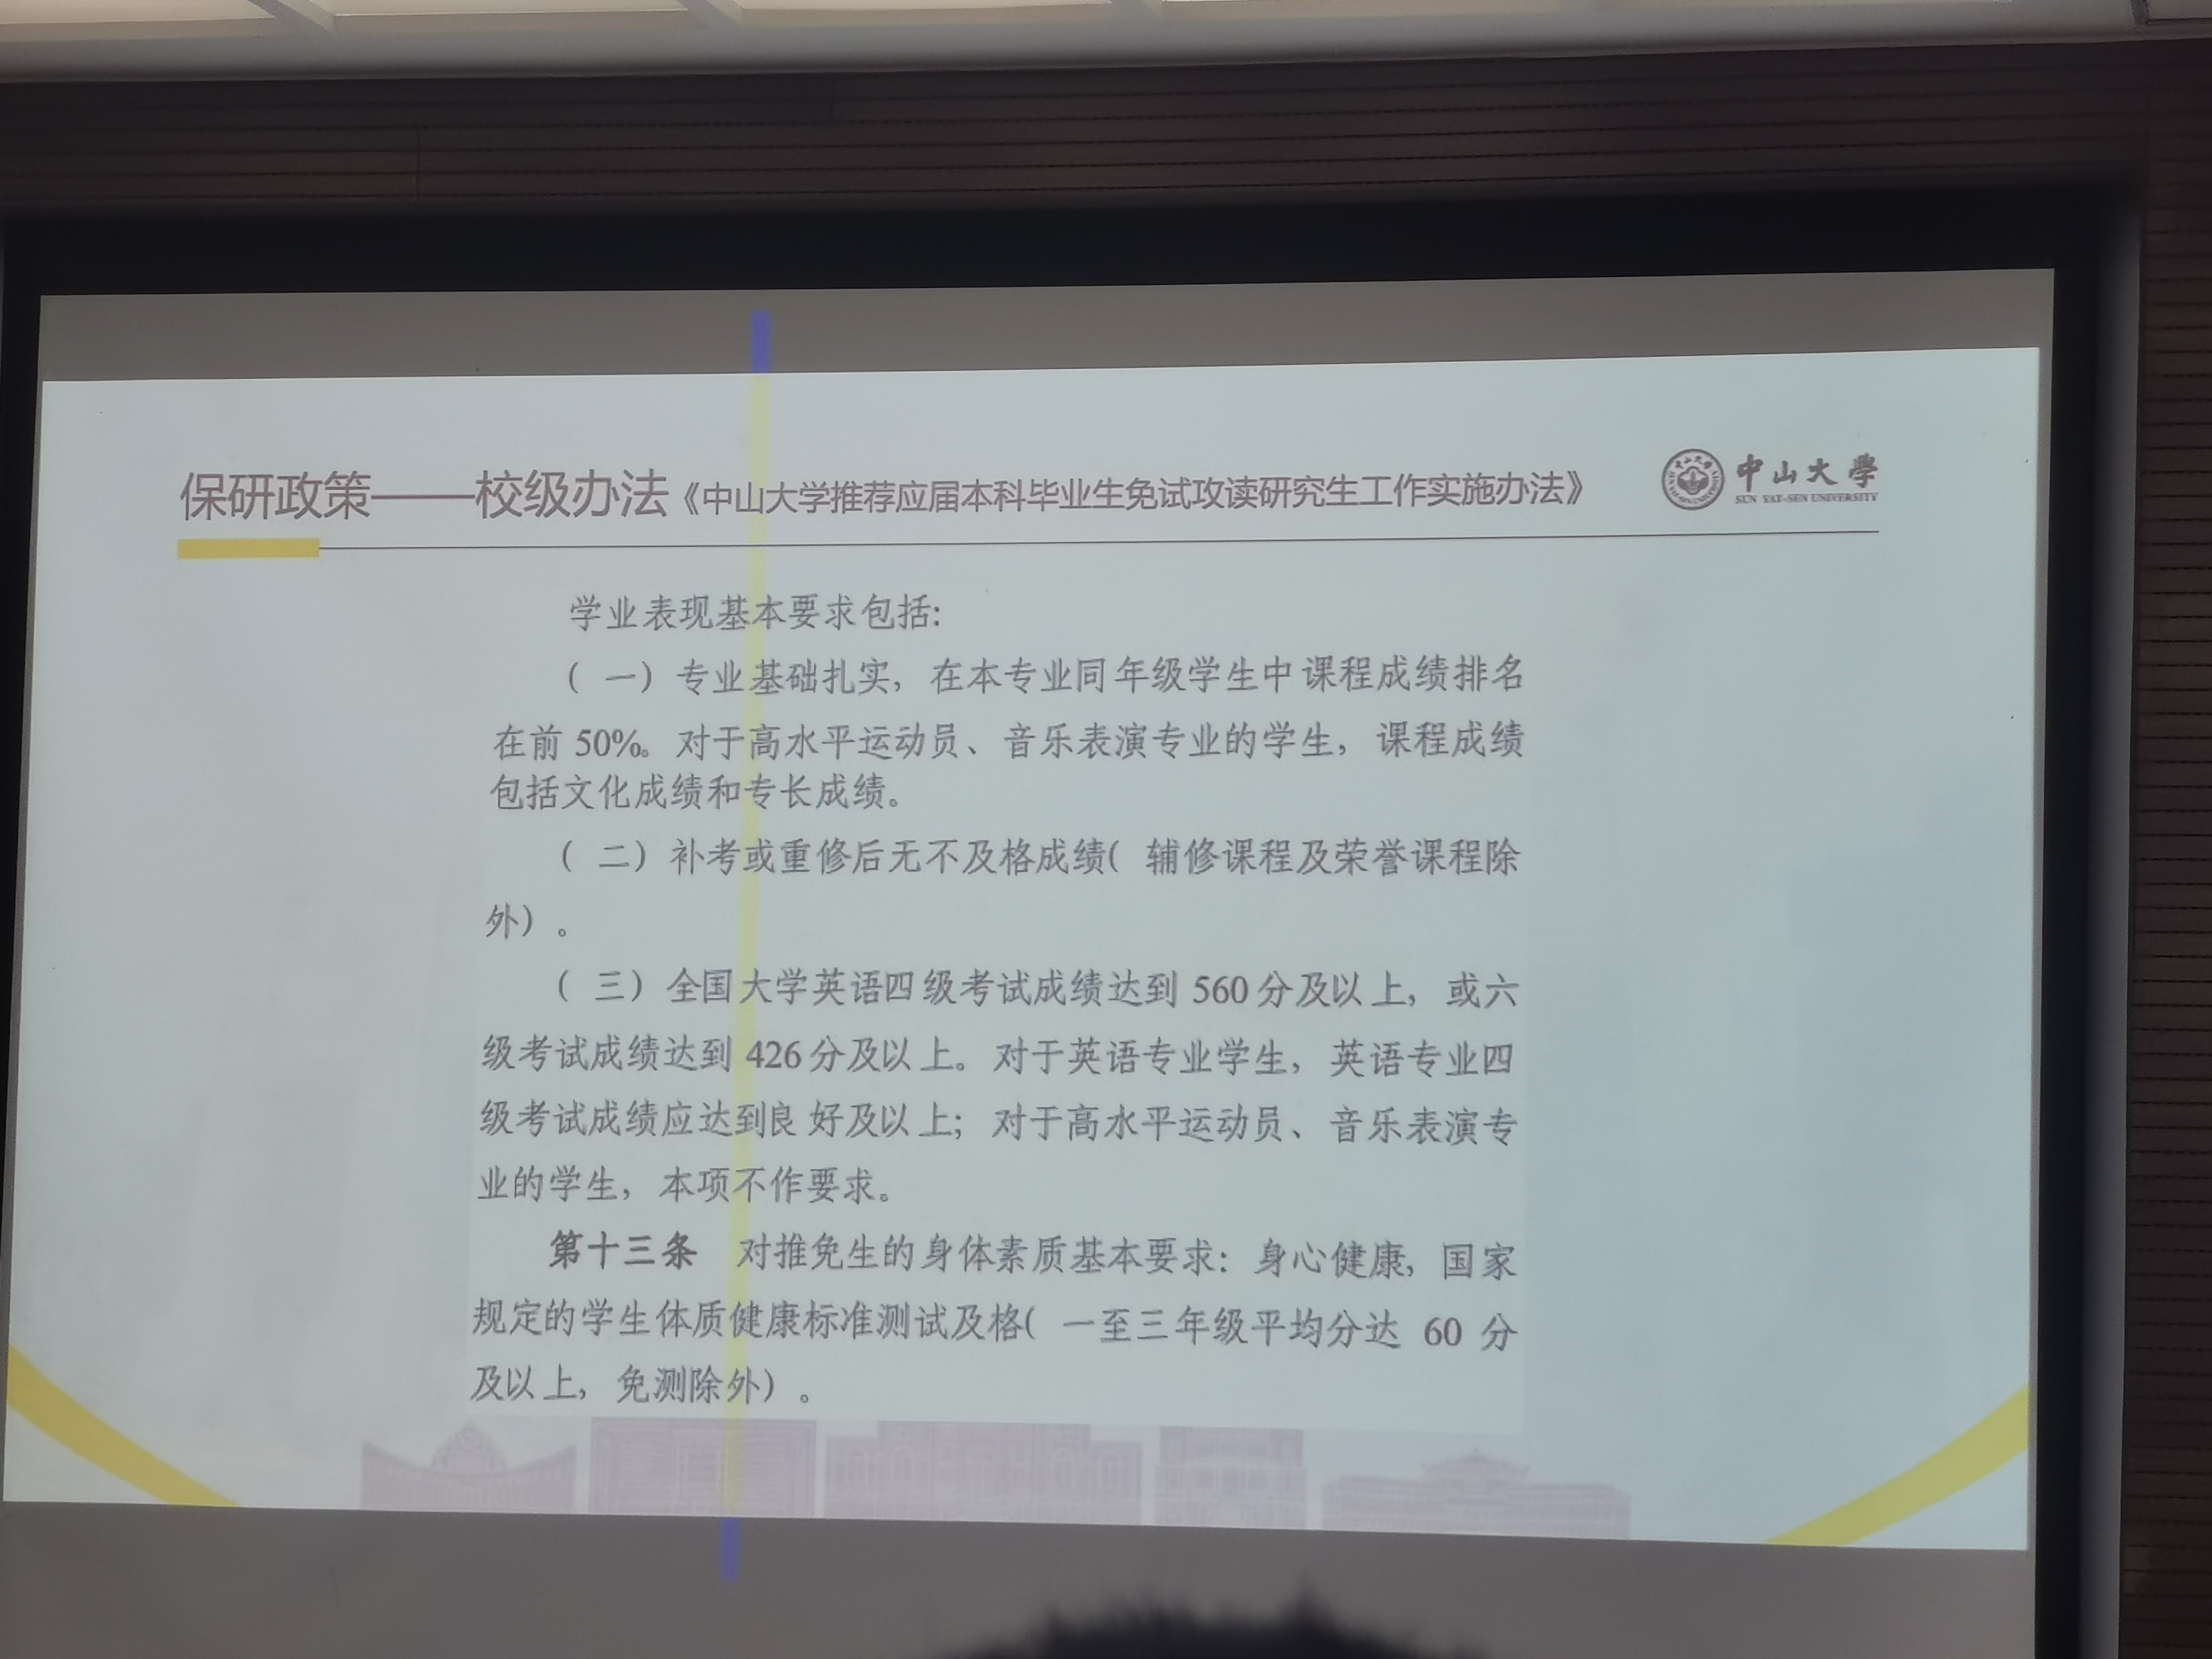 保研政策——校级办法《中山大学推荐应届本科毕业生免试攻读研究生工作实施办法》
中山大學
SUN YAT-SEN UNIVERSITY
学业表现基本要求包括：
（一）专业基础扎实，在本专业同年级学生中课程成绩排名
在前 50%。对于高水平运动员、音乐表演专业的学生，课程成绩
包括文化成绩和专长成绩。
（二）补考或重修后无不及格成绩（辅修课程及荣誉课程除
外）。
（三）全国大学英语四级考试成绩达到 560 分及以上，或六
级考试成绩达到 426 分及以上。对于英语专业学生，英语专业四
级考试成绩应达到良好及以上；对于高水平运动员、音乐表演专
业的学生，本项不作要求。
第十三条 对推免生的身体素质基本要求：身心健康，国家
规定的学生体质健康标准测试及格（一至三年级平均分达 60 分
及以上，免测除外）。